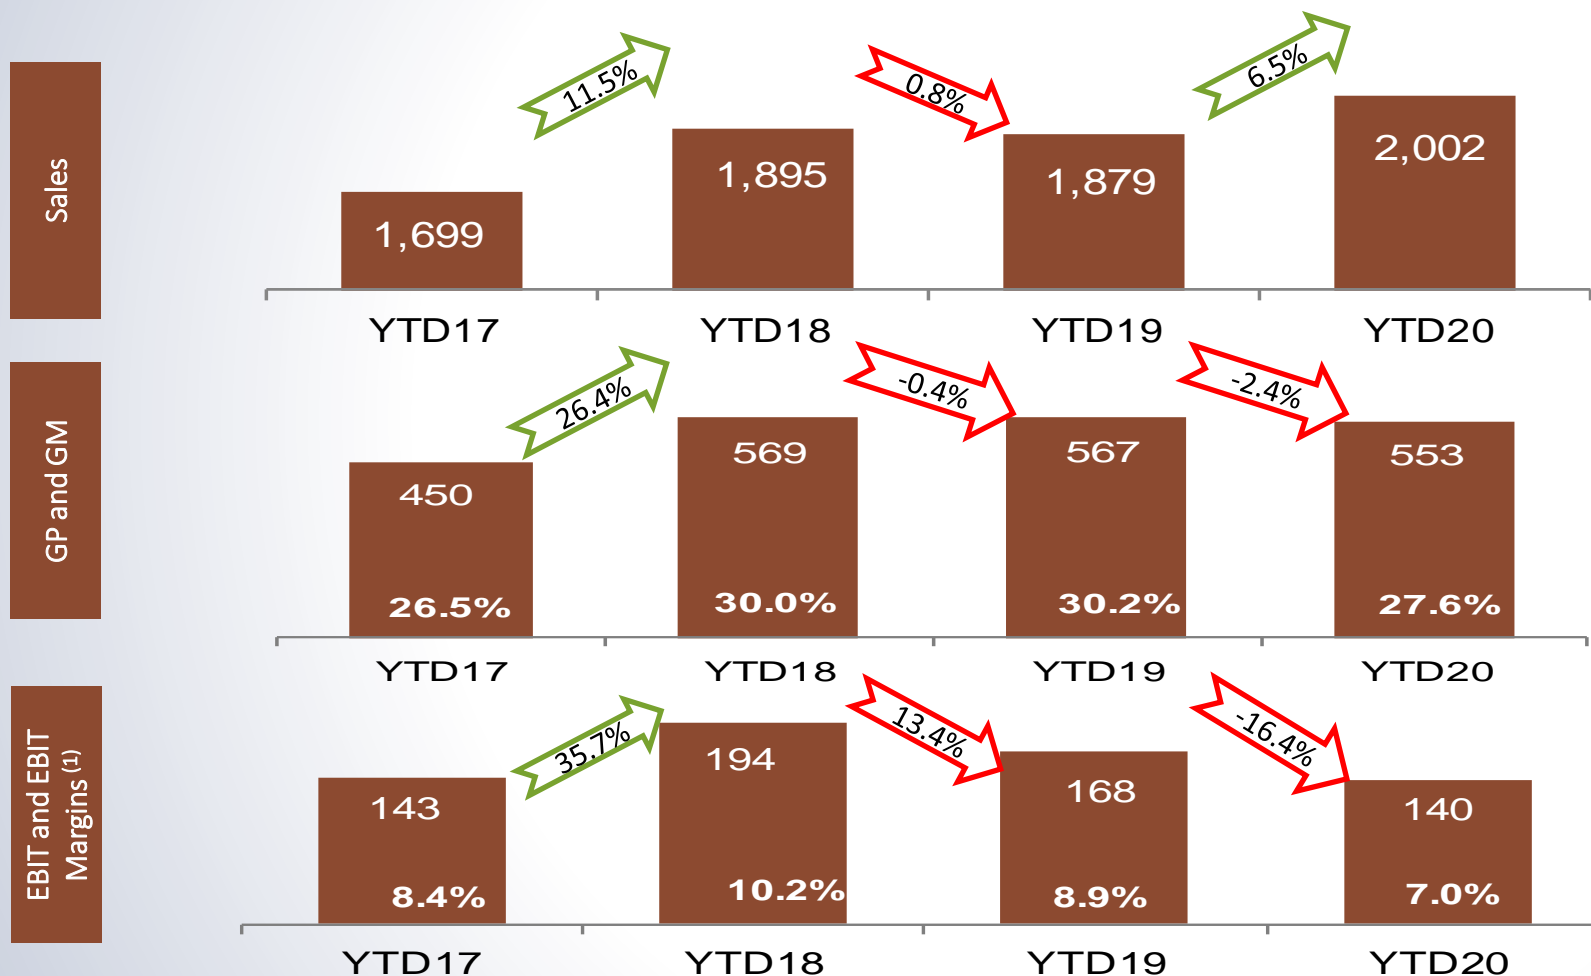 Sales
11.5%
0.8%
6.5%
1,699
1,895
1,879
2,002
YTD17
YTD18
YTD19
YTD20
GP and GM
26.4%
-0.4%
-2.4%
450
569
567
553
26.5%
30.0%
30.2%
27.6%
YTD17
YTD18
YTD19
YTD20
EBIT and EBIT
Margins (1)
35.7%
13.4%
-16.4%
143
194
168
140
8.4%
10.2%
8.9%
7.0%
YTD17
YTD18
YTD19
YTD20